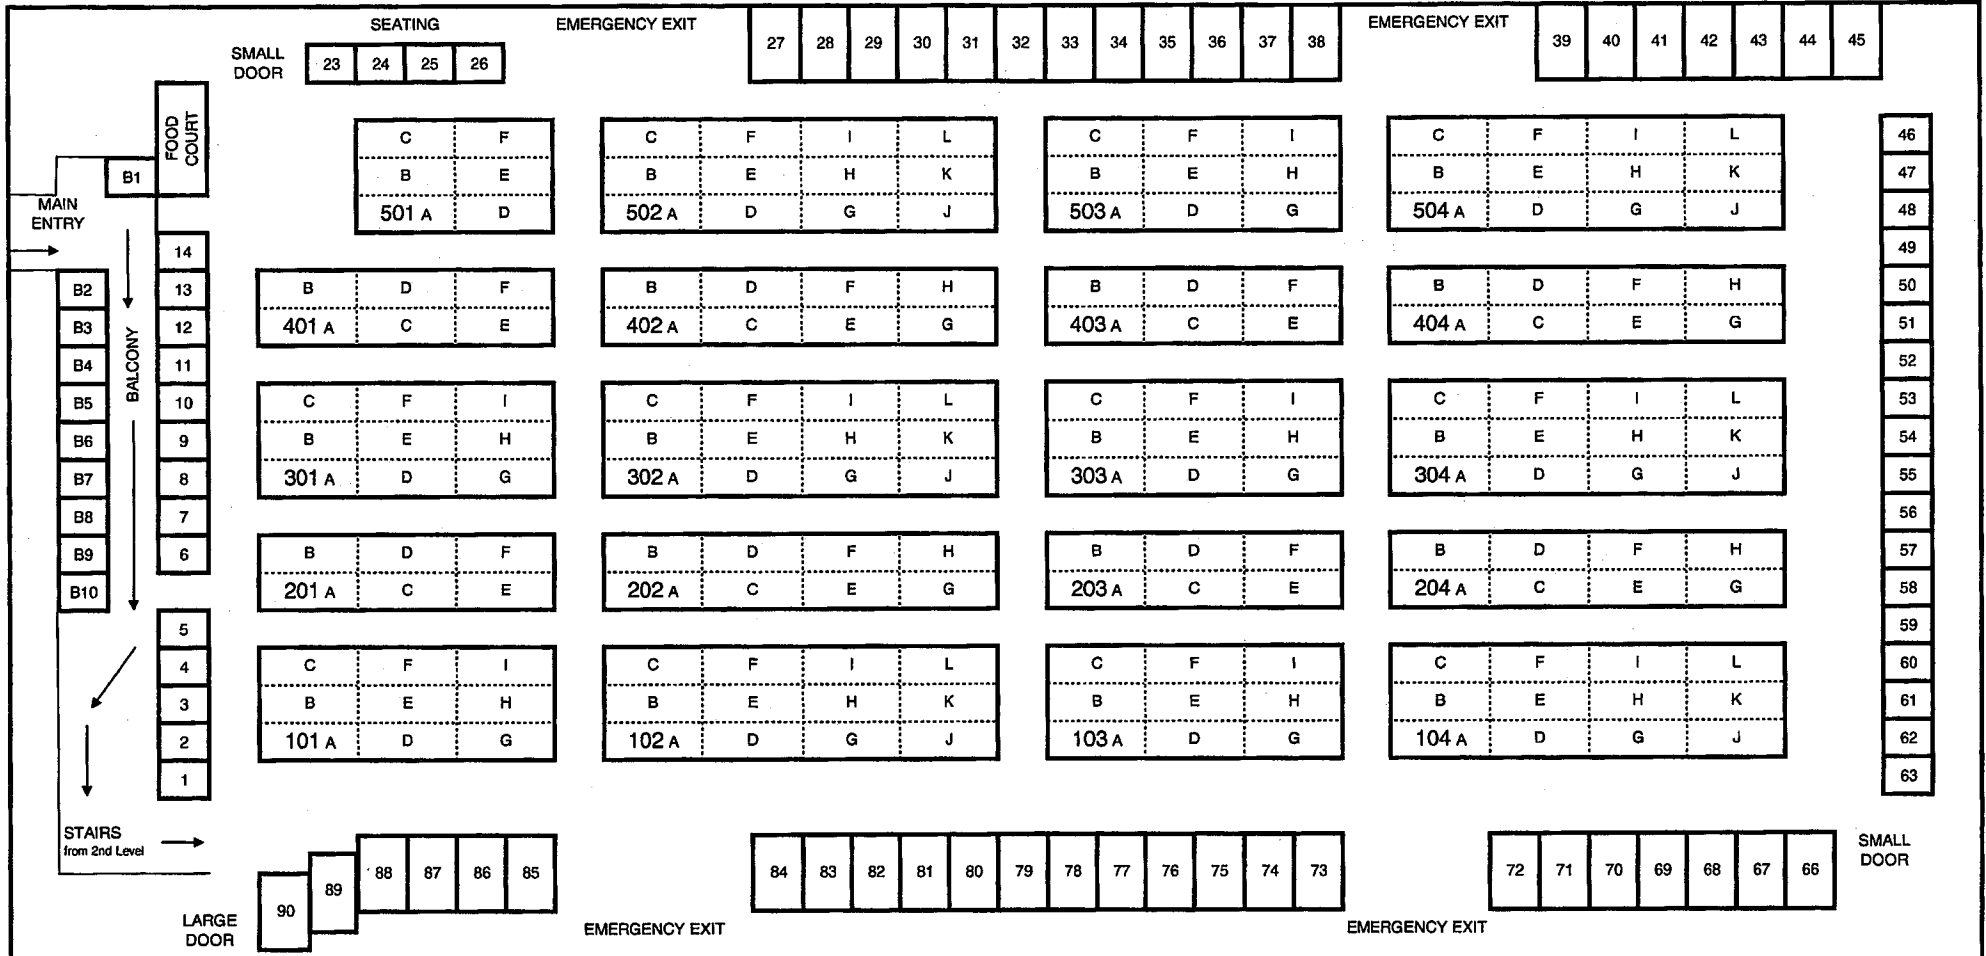 SEATING
EMERGENCY EXIT
EMERGENCY EXIT
SMALL
DOOR
23 24 25 26
27 28 29 30 31 32 33 34 35 36 37 38
39 40 41 42 43 44 45
FOOD
COURT
B1
MAIN
ENTRY
C F
B E
501 A D
C F I L
B E H K
502 A D G J
C F I
B E H
503 A D G
C F I L
B E H K
504 A D G J
46
47
48
49
50
51
52
53
54
55
56
57
58
59
60
61
62
63
14
13
12
11
10
9
8
7
6
5
4
3
2
1
B2
B3
B4
B5
B6
B7
B8
B9
B10
BALCONY
B D F
401 A C E
B D F H
402 A C E G
B D F
403 A C E
B D F H
404 A C E G
C F I
B E H
301 A D G
C F I L
B E H K
302 A D G J
C F I
B E H
303 A D G
C F I L
B E H K
304 A D G J
B D F
201 A C E
B D F H
202 A C E G
B D F
203 A C E
B D F H
204 A C E G
C F I
B E H
101 A D G
C F I L
B E H K
102 A D G J
C F I
B E H
103 A D G
C F I L
B E H K
104 A D G J
STAIRS
from 2nd Level
90 89 88 87 86 85
84 83 82 81 80 79 78 77 76 75 74 73
72 71 70 69 68 67 66
SMALL
DOOR
LARGE
DOOR
EMERGENCY EXIT
EMERGENCY EXIT